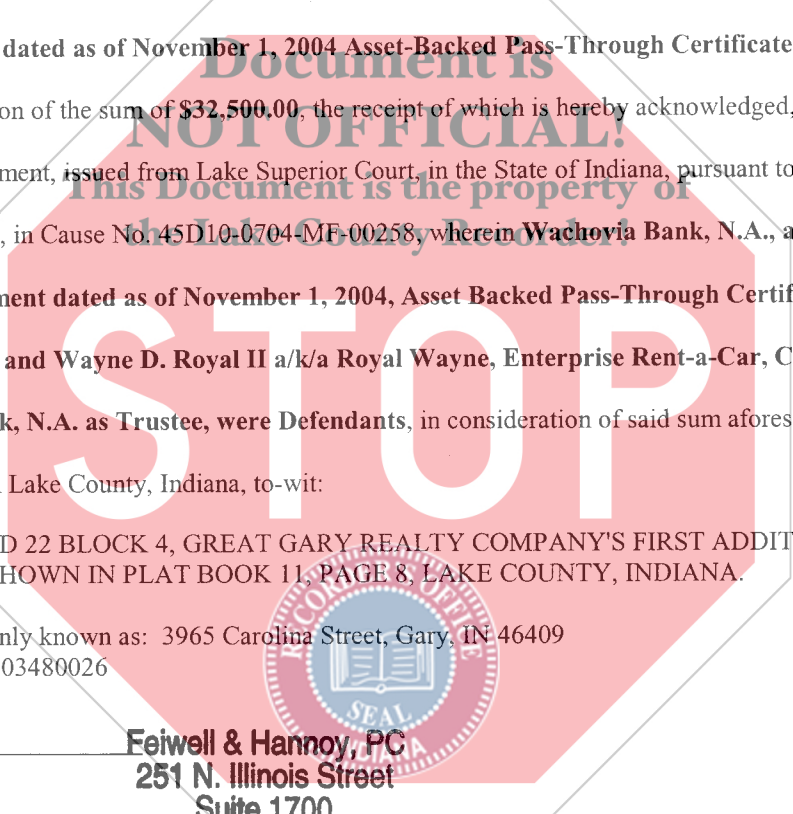 dated as of November 1, 2004 Asset-Backed Pass-Through Certificate
Document is
on of the sum of $32,500.00, the receipt of which is hereby acknowledged,
NOT OFFICIAL!
ment, issued from Lake Superior Court, in the State of Indiana, pursuant to
This Document is the property of
, in Cause No. 45D10-0704-MF-00258, wherein Wachovia Bank, N.A., a
the Lake County Recorder!
ment dated as of November 1, 2004, Asset Backed Pass-Through Certif
STOP
and Wayne D. Royal II a/k/a Royal Wayne, Enterprise Rent-a-Car, C
k, N.A. as Trustee, were Defendants, in consideration of said sum afores
Lake County, Indiana, to-wit:
D 22 BLOCK 4, GREAT GARY REALTY COMPANY'S FIRST ADDIT
HOWN IN PLAT BOOK 11, PAGE 8, LAKE COUNTY, INDIANA.
RECORDER'S OFFICE
nly known as: 3965 Carolina Street, Gary, IN 46409
03480026
SEAL
INDIANA
Feiwell & Hannoy, PC
251 N. Illinois Street
Suite 1700